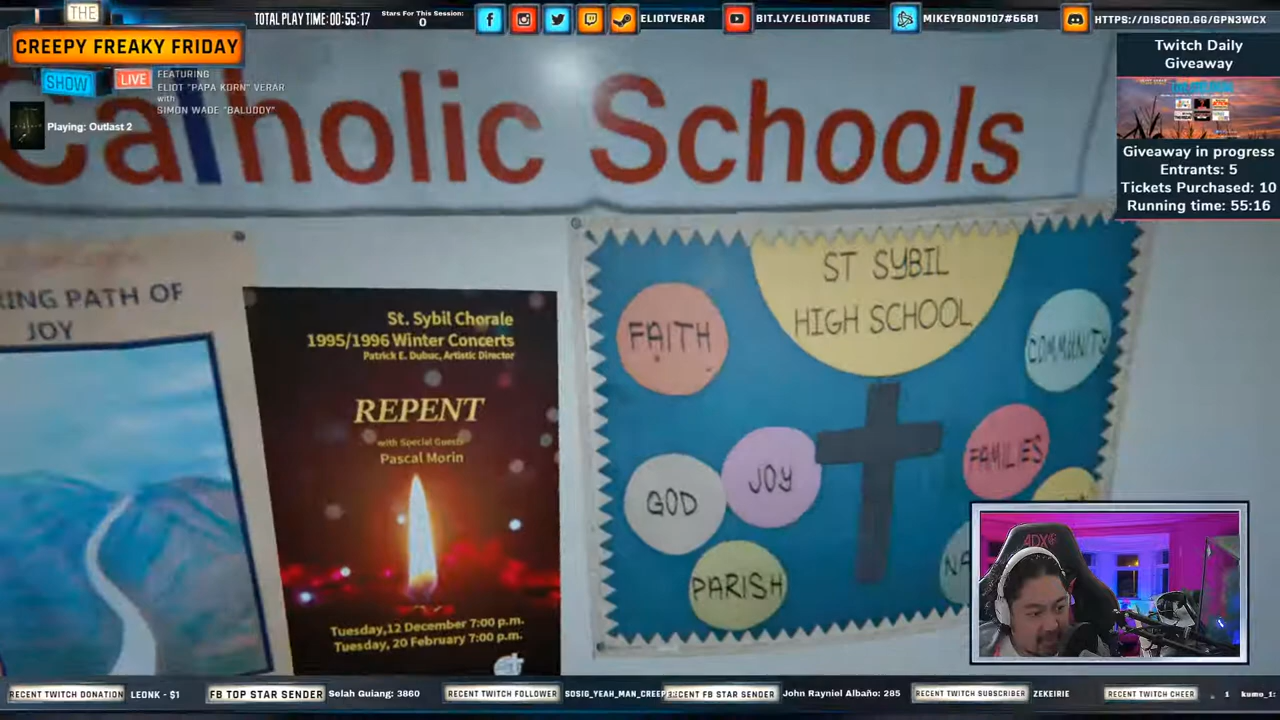 THE
CREEPY FREAKY FRIDAY
SHOW
LIVE
FEATURING
ELIOT "PAPA KORN" VERAR
with
SIMON WADE "BALUDDY"
Playing: Outlast 2
TOTAL PLAY TIME: 00:55:17
Stars For This Session:
0
ELIOTVERAR
BIT.LY/ELIOTINATUBE
MIKEYBOND107#6681
HTTPS://DISCORD.GG/GPN3WCX
Twitch Daily
Giveaway
Giveaway in progress
Entrants: 5
Tickets Purchased: 10
Running time: 55:16
Catholic Schools
PATH OF
JOY
St. Sybil Chorale
1995/1996 Winter Concerts
Patrick E. Dubuc, Artistic Director
REPENT
with Special Guests
Pascal Morin
Tuesday,12 December 7:00 p.m.
Tuesday, 20 February 7:00 p.m.
ST SYBIL
HIGH SCHOOL
FAITH
COMMUNITY
JOY
FAMILIES
GOD
PARISH
ADX
RECENT TWITCH DONATION
LEONK - $1
FB TOP STAR SENDER
Selah Guiang: 3860
RECENT TWITCH FOLLOWER
SOSIG_YEAH_MAN_CREEP
RECENT FB STAR SENDER
John Rayniel Albaño: 285
RECENT TWITCH SUBSCRIBER
ZEKEIRIE
RECENT TWITCH CHEER